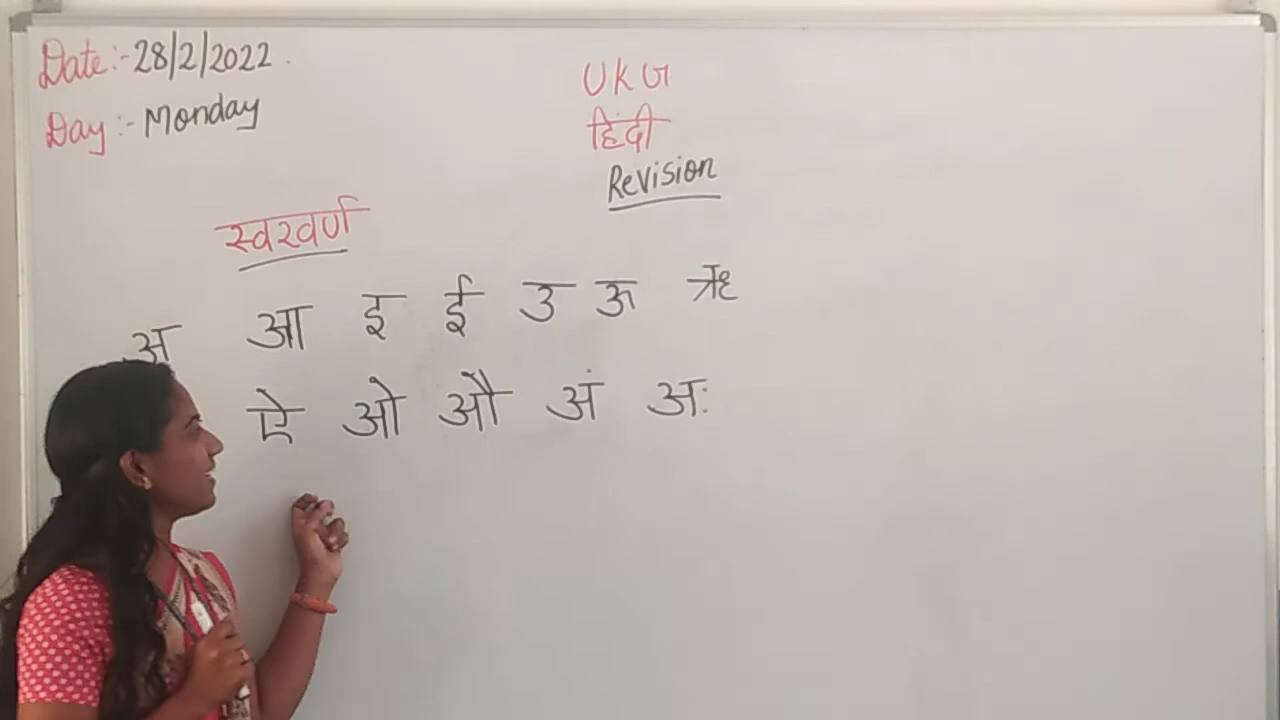 Date:- 28/2/2022.
Day:- Monday
UKG
हिंदी
Revision
स्वरवर्ण
अ आ इ ई उ ऊ ऋ
ऐ ओ औ अं अः